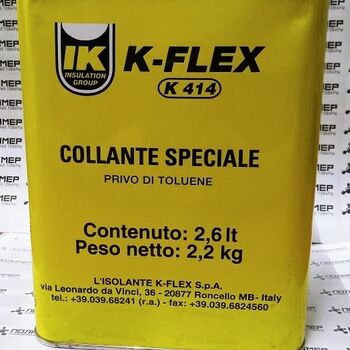 IK
INSULATION
GROUP
K-FLEX
K 414
COLLANTE SPECIALE
PRIVO DI TOLUENE
Contenuto: 2,6 lt
Peso netto: 2,2 kg
L'ISOLANTE K-FLEX S.p.A.
via Leonardo da Vinci, 36 - 20877 Roncello MB- Italy
tel.: +39.039.68241 (r.a.) - fax: +39.039.6824560